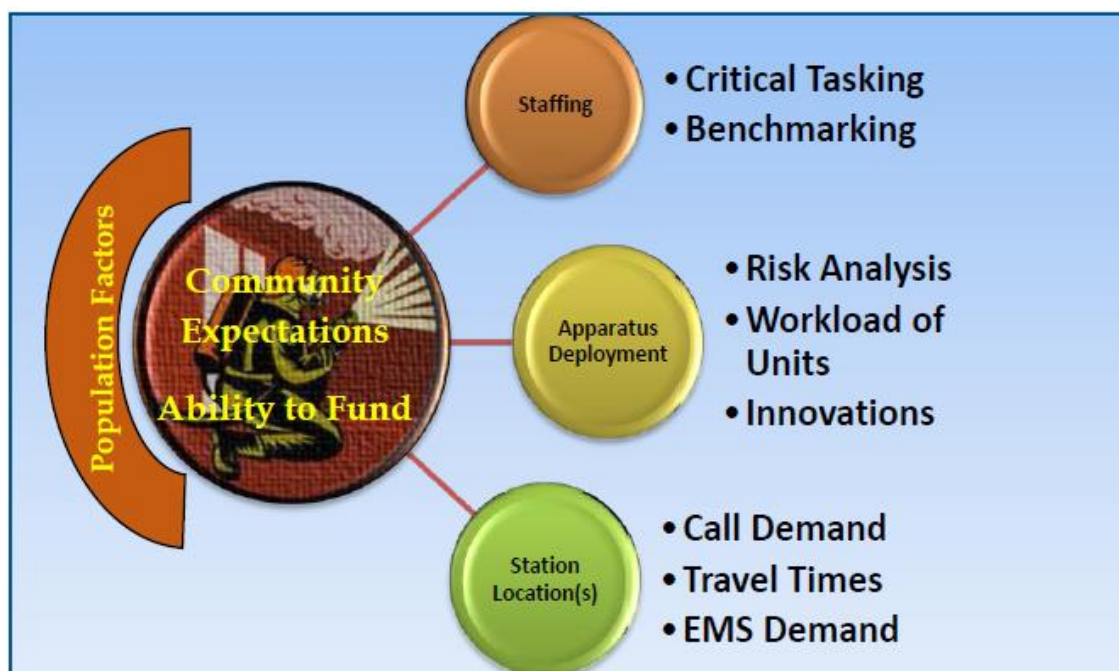 Population Factors
Community
Expectations
Ability to Fund
Staffing
• Critical Tasking
• Benchmarking
Apparatus
Deployment
• Risk Analysis
• Workload of
Units
• Innovations
Station
Location(s)
• Call Demand
• Travel Times
• EMS Demand